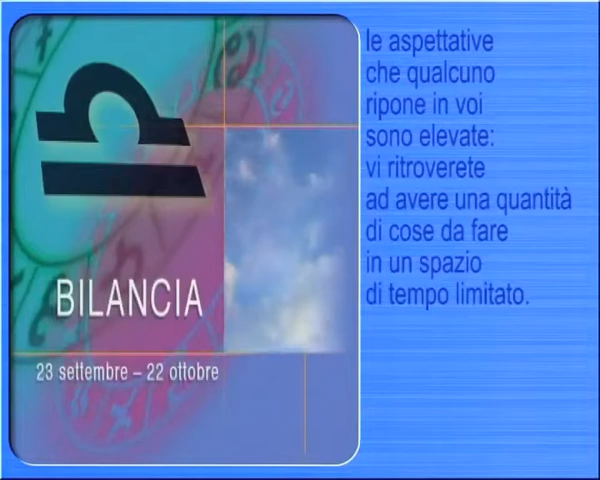 BILANCIA
23 settembre – 22 ottobre
le aspettative
che qualcuno
ripone in voi
sono elevate:
vi ritroverete
ad avere una quantità
di cose da fare
in un spazio
di tempo limitato.